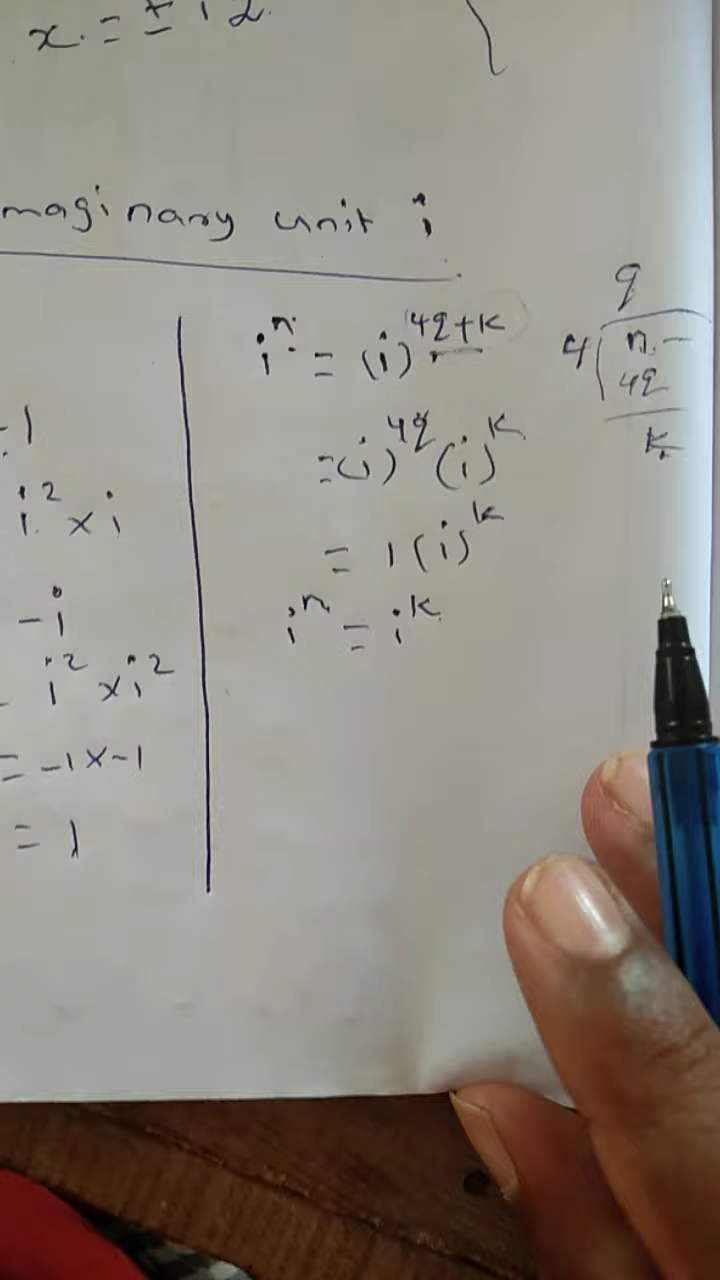 x = ± i 2.
maginary unit i
-1
i² × i
-i
i² × i²
= -1 × -1
= 1
iⁿ = (i)^4q+k
= (i)^4q (i)^k
= 1 (i)^k
iⁿ = i^k
q
4 n -
4q
k